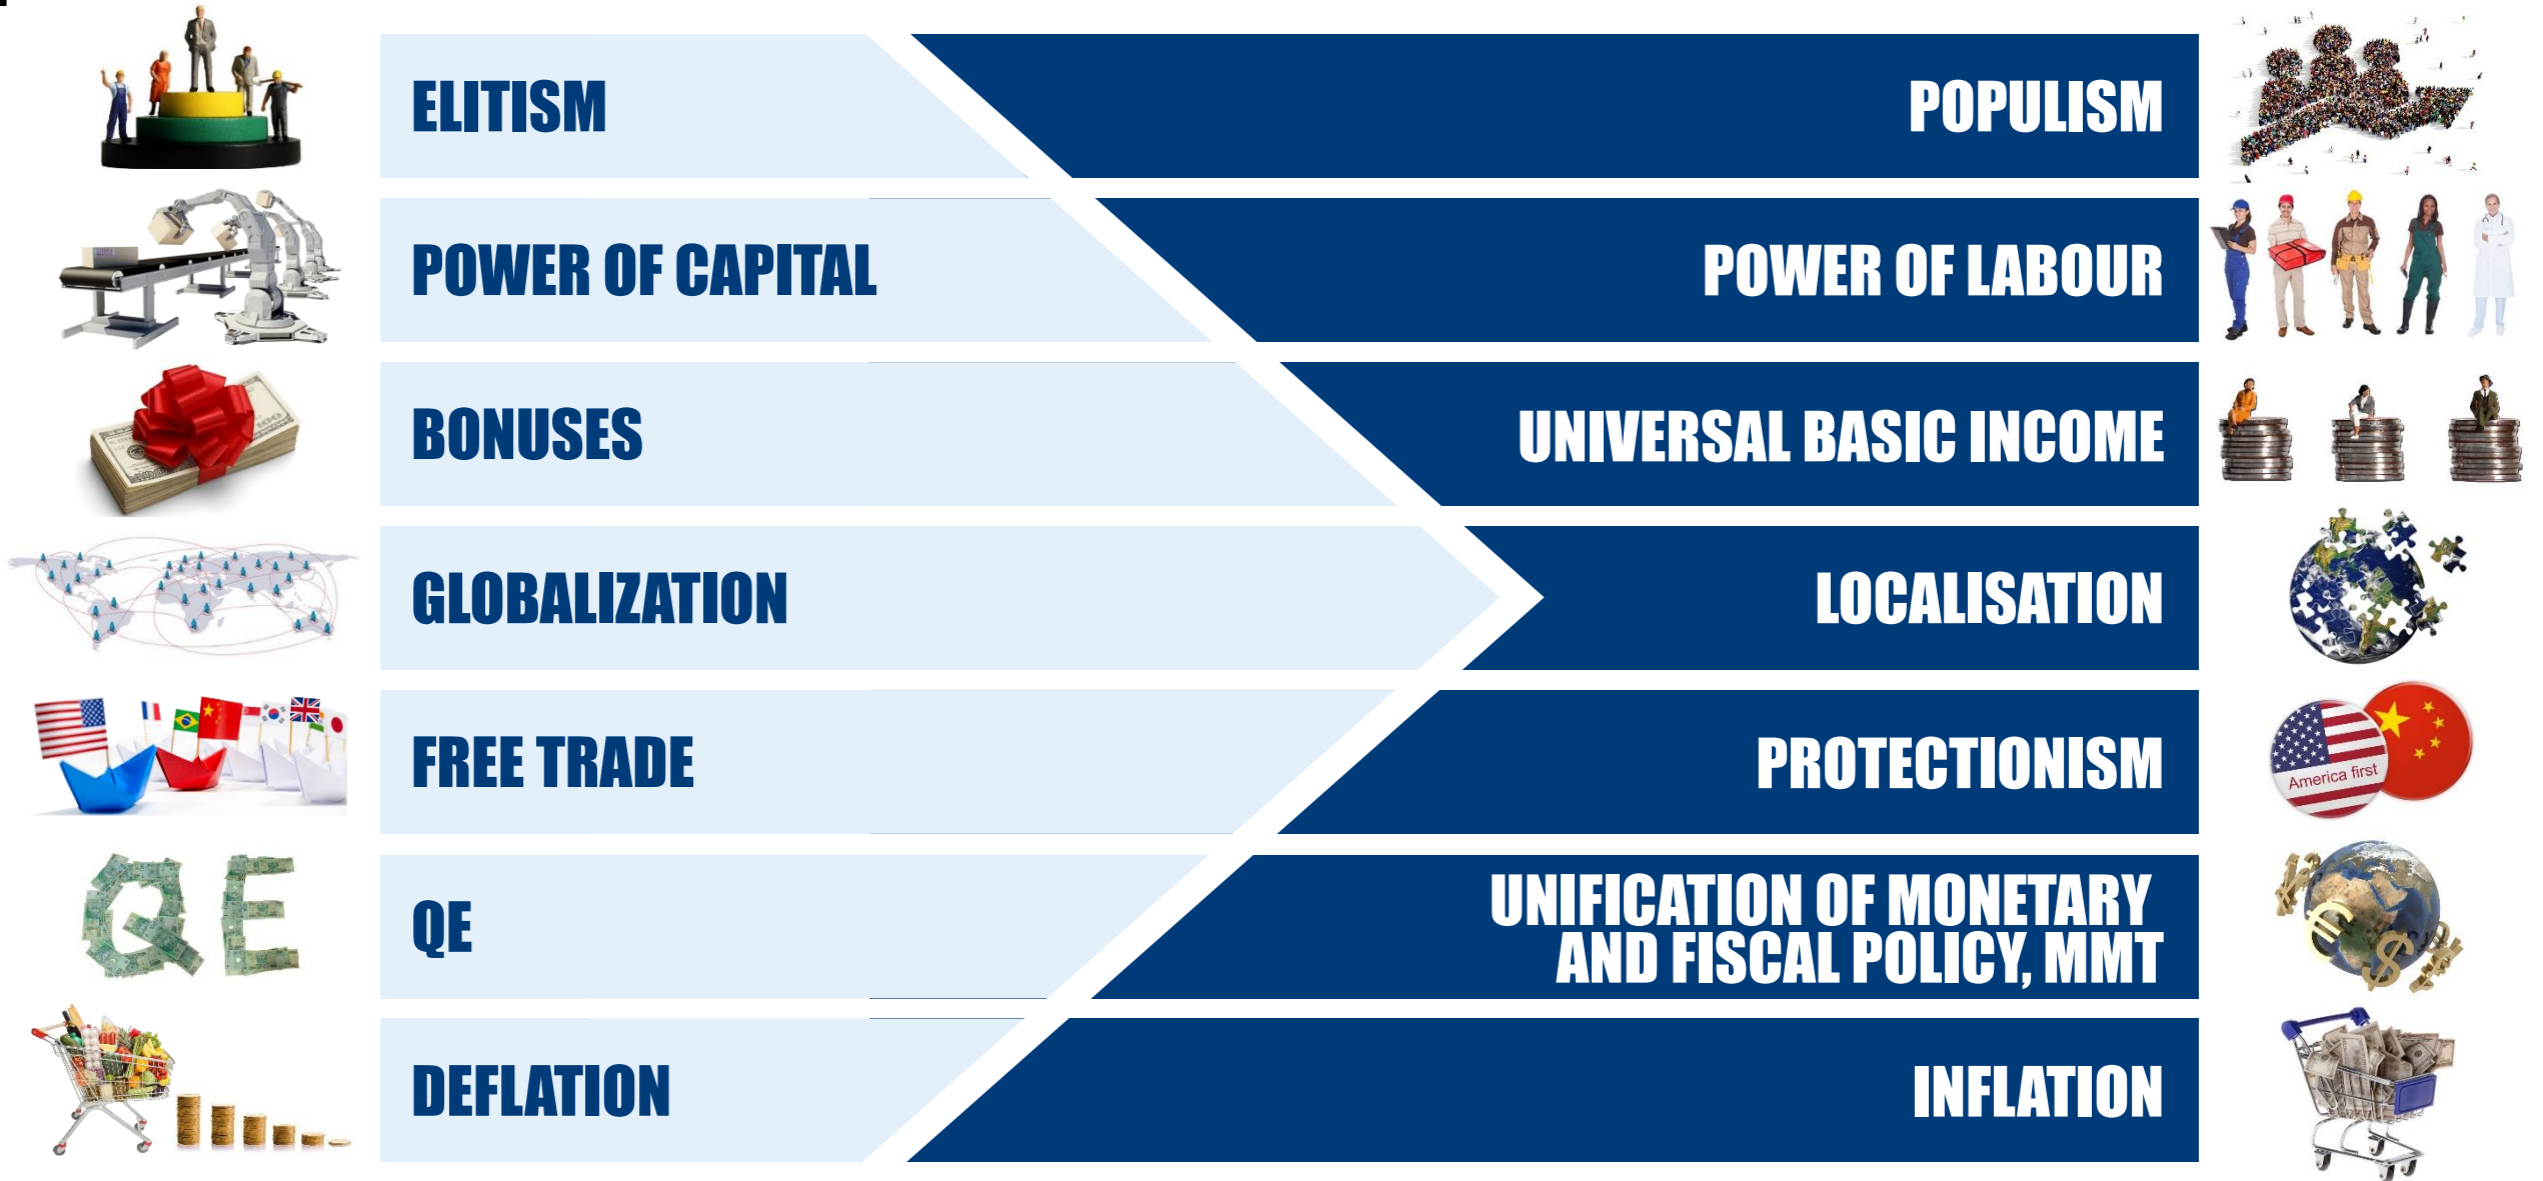 ELITISM
POPULISM
POWER OF CAPITAL
POWER OF LABOUR
BONUSES
UNIVERSAL BASIC INCOME
GLOBALIZATION
LOCALISATION
FREE TRADE
PROTECTIONISM
America first
QE
QE
UNIFICATION OF MONETARY
AND FISCAL POLICY, MMT
DEFLATION
INFLATION